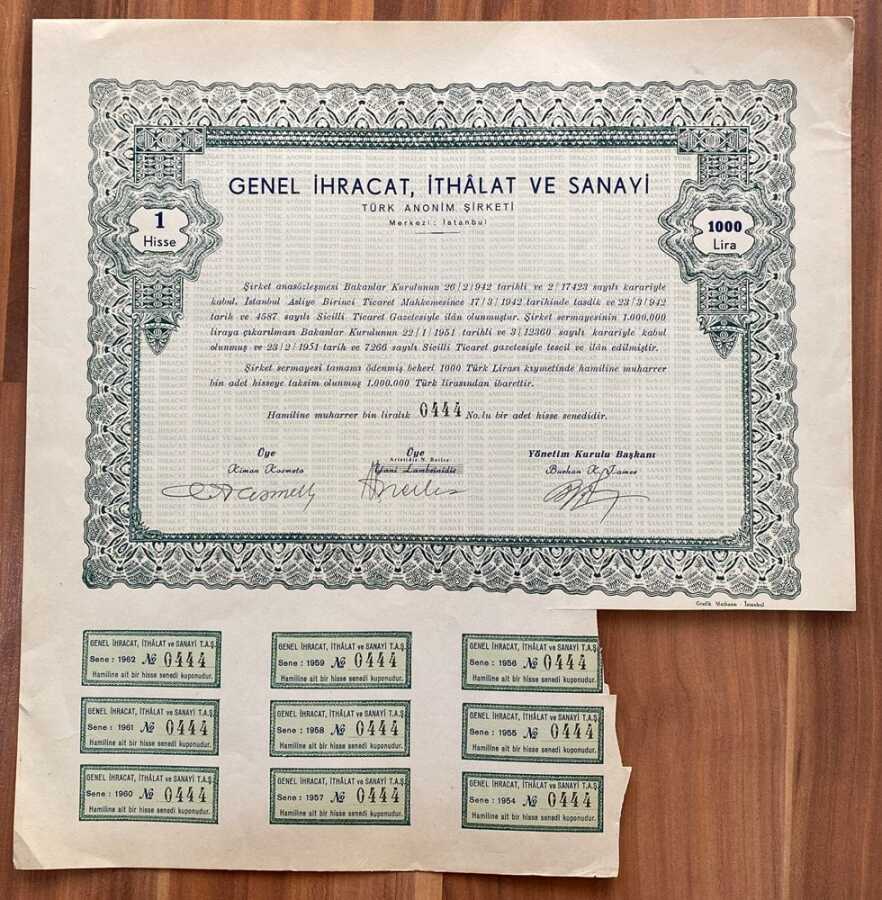 GENEL İHRACAT, İTHÂLAT VE SANAYİ
TÜRK ANONİM ŞİRKETİ
Merkezi: İstanbul
1
Hisse
1000
Lira
Şirket anasözleşmesi Bakanlar Kurulunun 26/2/942 tarihli ve 2/17423 sayılı karariyle
kabul, İstanbul Asliye Birinci Ticaret Mahkemesince 17/3/1942 tarihinde tasdik ve 23/3/942
tarih ve 4587 sayılı Sicilli Ticaret Gazetesiyle ilân olunmuştur. Şirket sermayesinin 1.000.000
liraya çıkarılması Bakanlar Kurulunun 22/1/1951 tarihli ve 3/12360 sayılı karariyle kabul
olunmuş ve 23/2/1951 tarih ve 7266 sayılı Sicilli Ticaret gazetesiyle tescil ve ilân edilmiştir.
Şirket sermayesi tamamı ödenmiş beheri 1000 Türk Lirası kıymetinde hamiline muharrer
bin adet hisseye taksim olunmuş 1.000.000 Türk lirasından ibarettir.
Hamiline muharrer bin liralık 0444 No.lu bir adet hisse senedidir.
Üye Üye Yönetim Kurulu Başkanı
Aristidir N. Berler
Kiman Kosmeto Yani Lambrinidir Burhan
Grafik Matbaası - İstanbul
GENEL İHRACAT, İTHÂLAT ve SANAYİ T.A.Ş.
Sene : 1962 № 0444
Hamiline ait bir hisse senedi kuponudur.
GENEL İHRACAT, İTHÂLAT ve SANAYİ T.A.Ş.
Sene : 1959 № 0444
Hamiline ait bir hisse senedi kuponudur.
GENEL İHRACAT, İTHÂLAT ve SANAYİ T.A.Ş.
Sene : 1956 № 0444
Hamiline ait bir hisse senedi kuponudur.
GENEL İHRACAT, İTHÂLAT ve SANAYİ T.A.Ş.
Sene : 1961 № 0444
Hamiline ait bir hisse senedi kuponudur.
GENEL İHRACAT, İTHÂLAT ve SANAYİ T.A.Ş.
Sene : 1958 № 0444
Hamiline ait bir hisse senedi kuponudur.
GENEL İHRACAT, İTHÂLAT ve SANAYİ T.A.Ş.
Sene : 1955 № 0444
Hamiline ait bir hisse senedi kuponudur.
GENEL İHRACAT, İTHÂLAT ve SANAYİ T.A.Ş.
Sene : 1960 № 0444
Hamiline ait bir hisse senedi kuponudur.
GENEL İHRACAT, İTHÂLAT ve SANAYİ T.A.Ş.
Sene : 1957 № 0444
Hamiline ait bir hisse senedi kuponudur.
GENEL İHRACAT, İTHÂLAT ve SANAYİ T.A.Ş.
Sene : 1954 № 0444
Hamiline ait bir hisse senedi kuponudur.